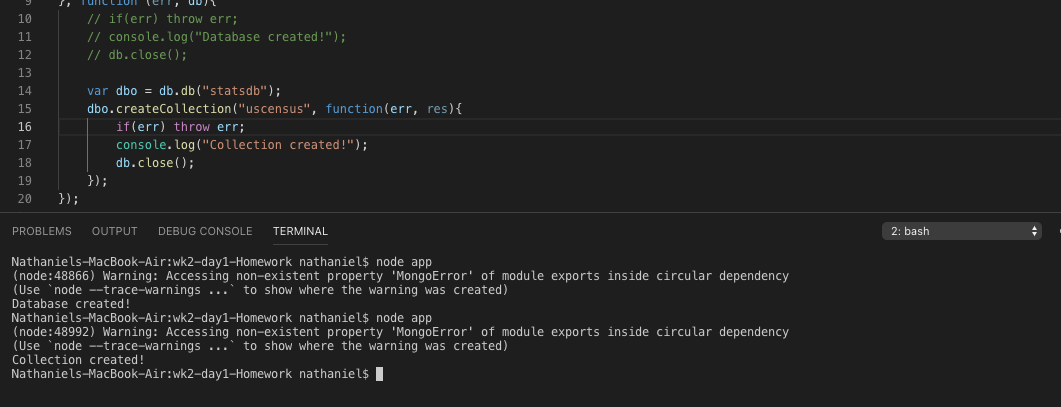 9 }, function (err, db){
10 // if(err) throw err;
11 // console.log("Database created!");
12 // db.close();
13
14 var dbo = db.db("statsdb");
15 dbo.createCollection("uscensus", function(err, res){
16 if(err) throw err;
17 console.log("Collection created!");
18 db.close();
19 });
20 });
PROBLEMS OUTPUT DEBUG CONSOLE TERMINAL 2: bash
Nathaniels-MacBook-Air:wk2-day1-Homework nathaniel$ node app
(node:48866) Warning: Accessing non-existent property 'MongoError' of module exports inside circular dependency
(Use `node --trace-warnings ...` to show where the warning was created)
Database created!
Nathaniels-MacBook-Air:wk2-day1-Homework nathaniel$ node app
(node:48992) Warning: Accessing non-existent property 'MongoError' of module exports inside circular dependency
(Use `node --trace-warnings ...` to show where the warning was created)
Collection created!
Nathaniels-MacBook-Air:wk2-day1-Homework nathaniel$